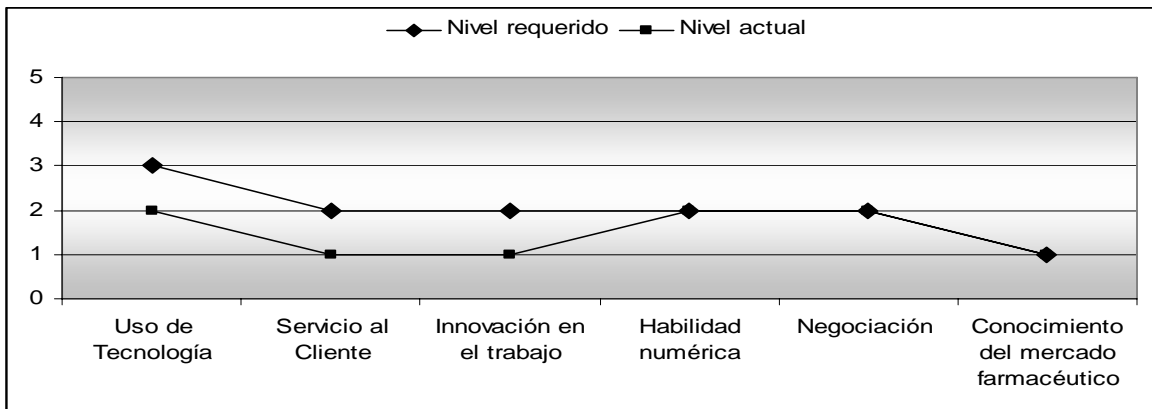 Nivel requerido Nivel actual
5
4
3
2
1
0
Uso de
Tecnología
Servicio al
Cliente
Innovación en
el trabajo
Habilidad
numérica
Negociación
Conocimiento
del mercado
farmacéutico